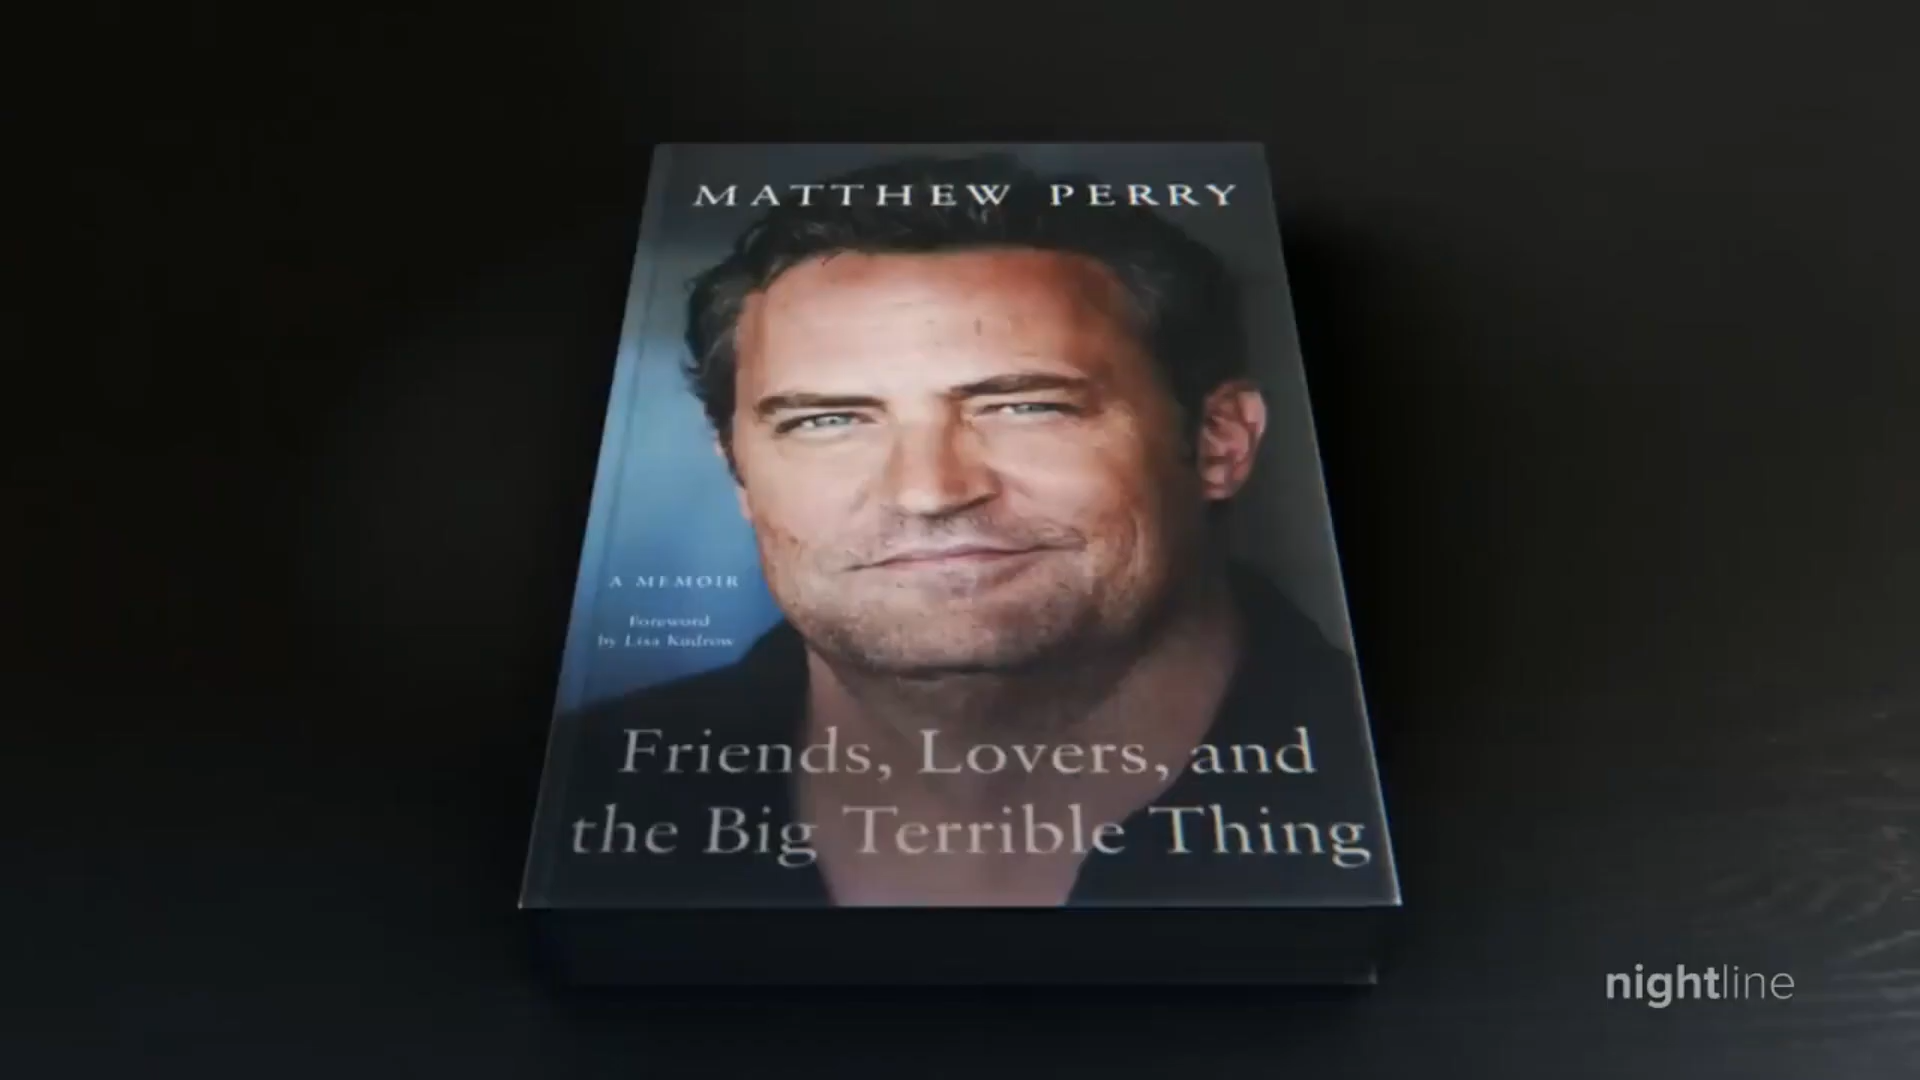 MATTHEW PERRY
A MEMOIR
Foreword
by Lisa Kudrow
Friends, Lovers, and
the Big Terrible Thing
nightline